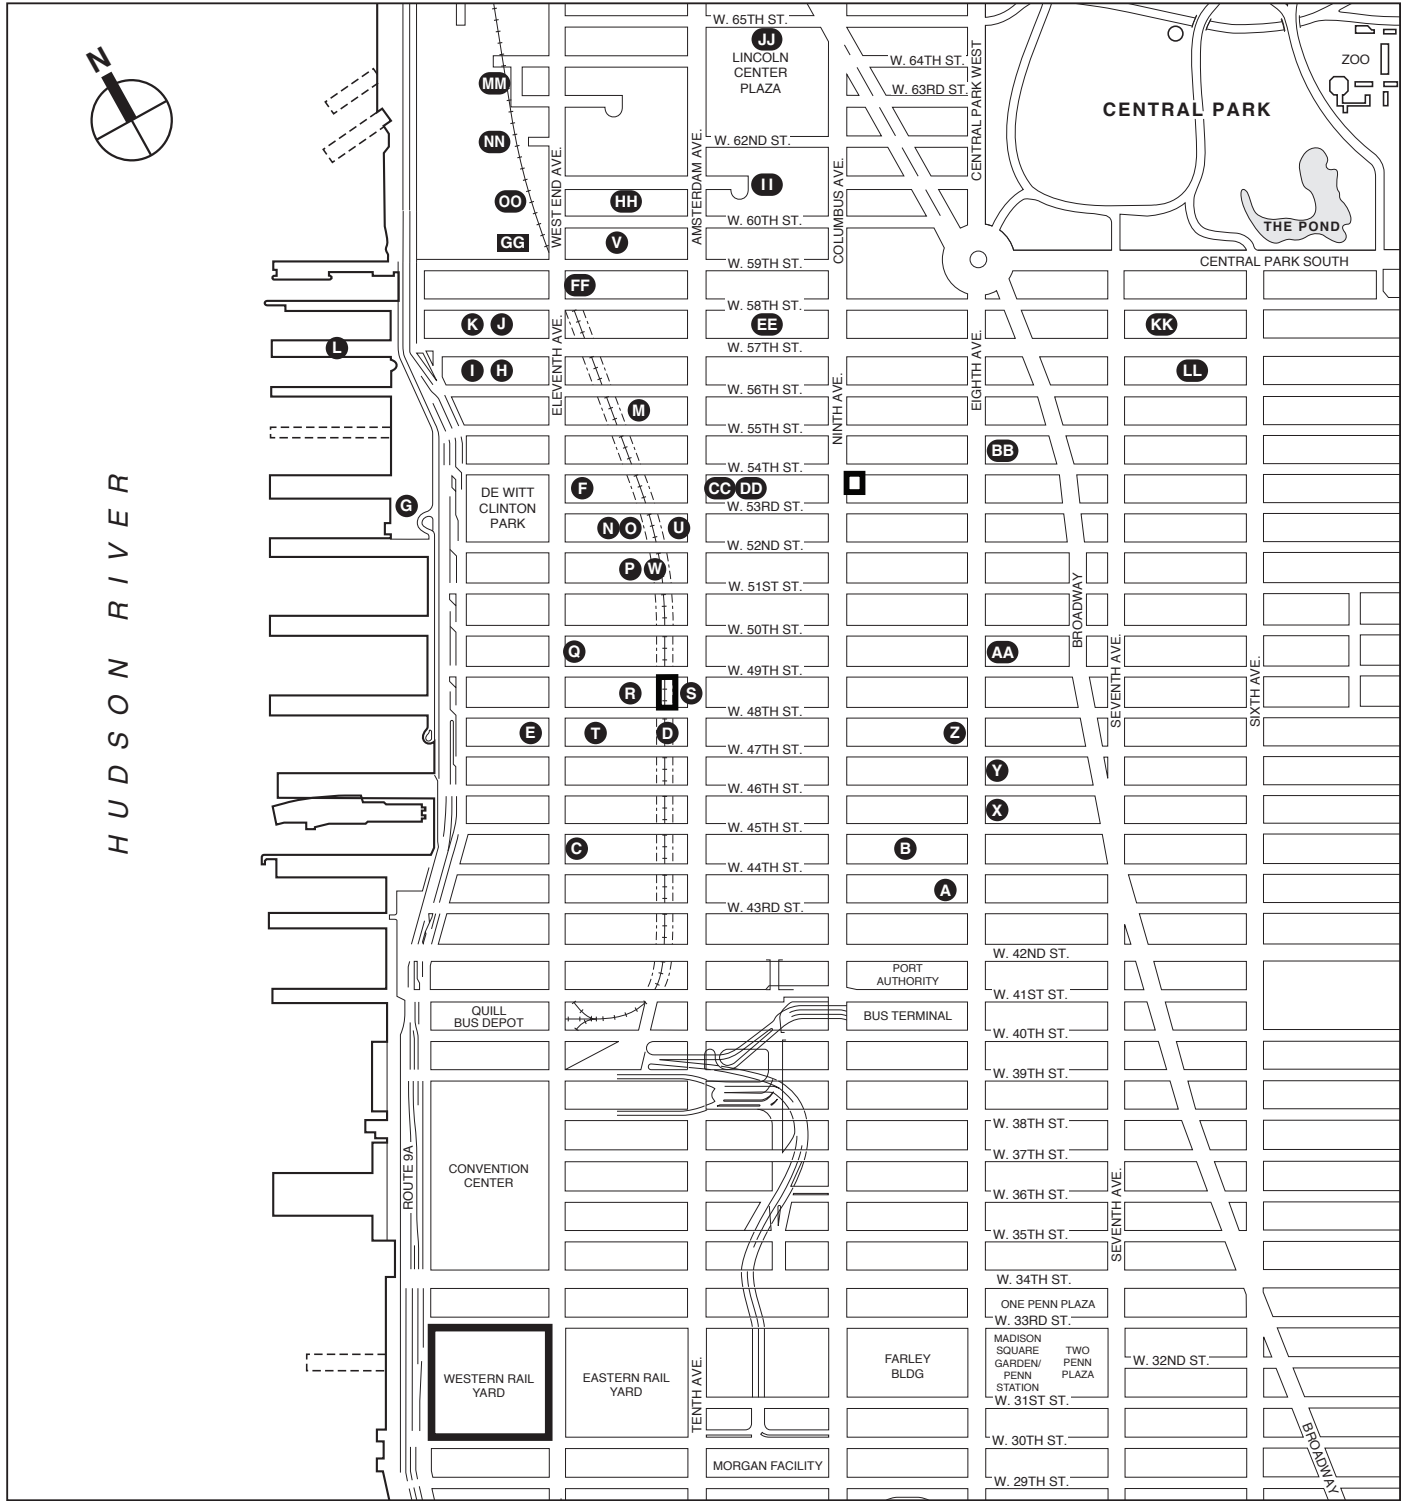 N
HUDSON RIVER
W. 65TH ST.
JJ
LINCOLN
CENTER
PLAZA
W. 64TH ST.
W. 63RD ST.
CENTRAL PARK WEST
CENTRAL PARK
ZOO
MM
NN
W. 62ND ST.
WEST END AVE.
AMSTERDAM AVE.
COLUMBUS AVE.
II
OO
HH
W. 60TH ST.
THE POND
GG
V
W. 59TH ST.
CENTRAL PARK SOUTH
FF
W. 58TH ST.
K
J
EE
KK
L
W. 57TH ST.
ELEVENTH AVE.
NINTH AVE.
EIGHTH AVE.
I
H
LL
W. 56TH ST.
M
W. 55TH ST.
BB
W. 54TH ST.
DE WITT
CLINTON
PARK
G
F
CC
DD
W. 53RD ST.
N
O
U
W. 52ND ST.
P
W
W. 51ST ST.
BROADWAY
W. 50TH ST.
Q
AA
W. 49TH ST.
SEVENTH AVE.
SIXTH AVE.
R
S
W. 48TH ST.
E
T
D
Z
W. 47TH ST.
Y
W. 46TH ST.
X
W. 45TH ST.
C
B
W. 44TH ST.
A
W. 43RD ST.
W. 42ND ST.
PORT
AUTHORITY
W. 41ST ST.
QUILL
BUS DEPOT
BUS TERMINAL
W. 40TH ST.
W. 39TH ST.
W. 38TH ST.
ROUTE 9A
CONVENTION
CENTER
W. 37TH ST.
W. 36TH ST.
SEVENTH AVE.
W. 35TH ST.
W. 34TH ST.
ONE PENN PLAZA
W. 33RD ST.
WESTERN RAIL
YARD
EASTERN RAIL
YARD
TENTH AVE.
FARLEY
BLDG
MADISON
SQUARE
GARDEN/
PENN
STATION
TWO
PENN
PLAZA
W. 32ND ST.
W. 31ST ST.
W. 30TH ST.
BROADWAY
MORGAN FACILITY
W. 29TH ST.